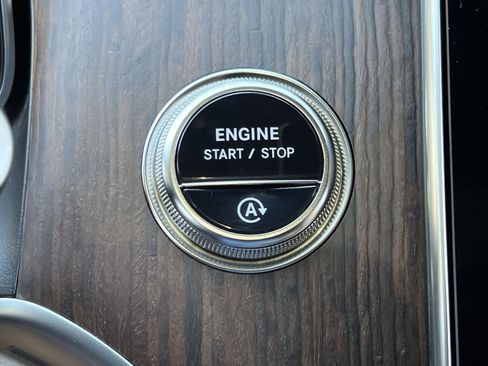 ENGINE
START / STOP
A